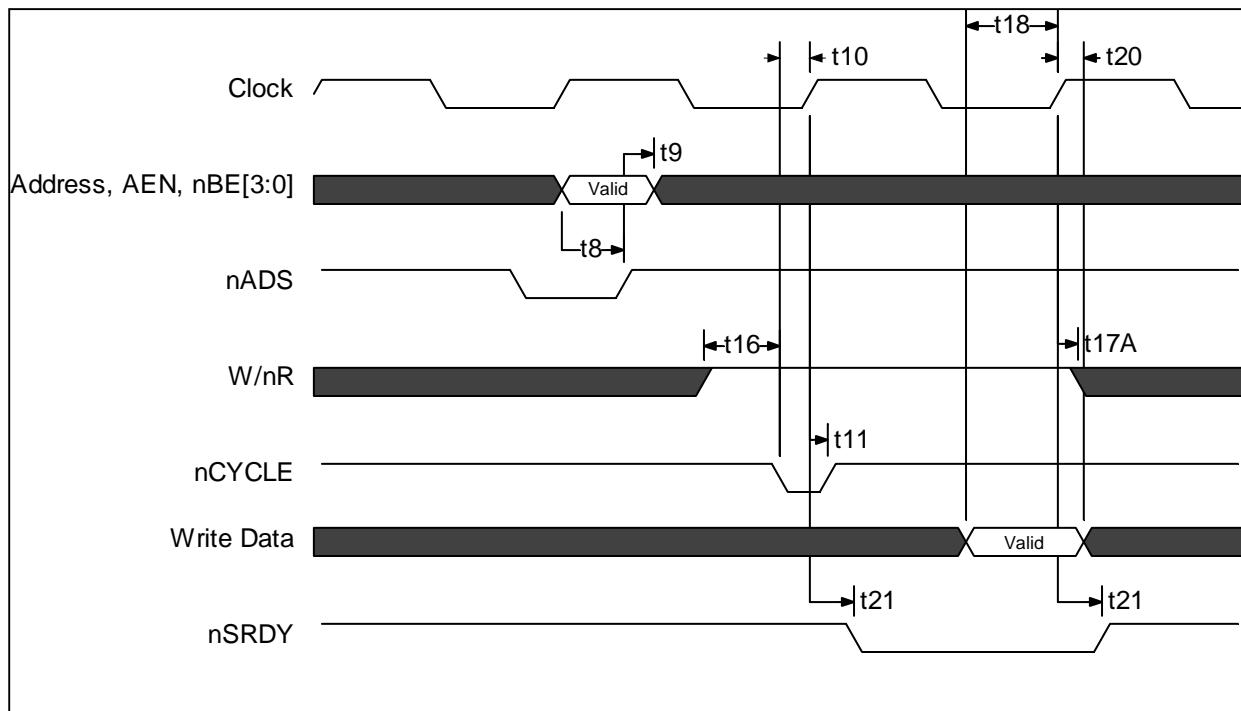 t18
t10
t20
Clock
t9
Address, AEN, nBE[3:0]
Valid
t8
nADS
t16
t17A
W/nR
t11
nCYCLE
Write Data
Valid
t21
t21
nSRDY